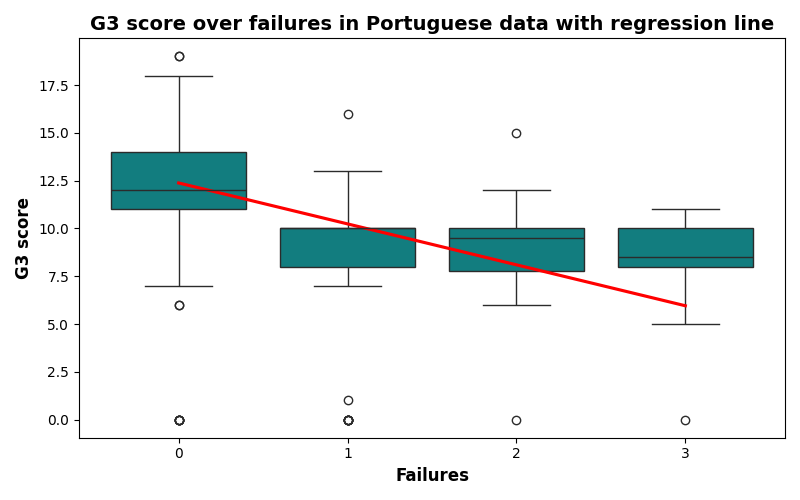 G3 score over failures in Portuguese data with regression line
G3 score
17.5
15.0
12.5
10.0
7.5
5.0
2.5
0.0
0 1 2 3
Failures